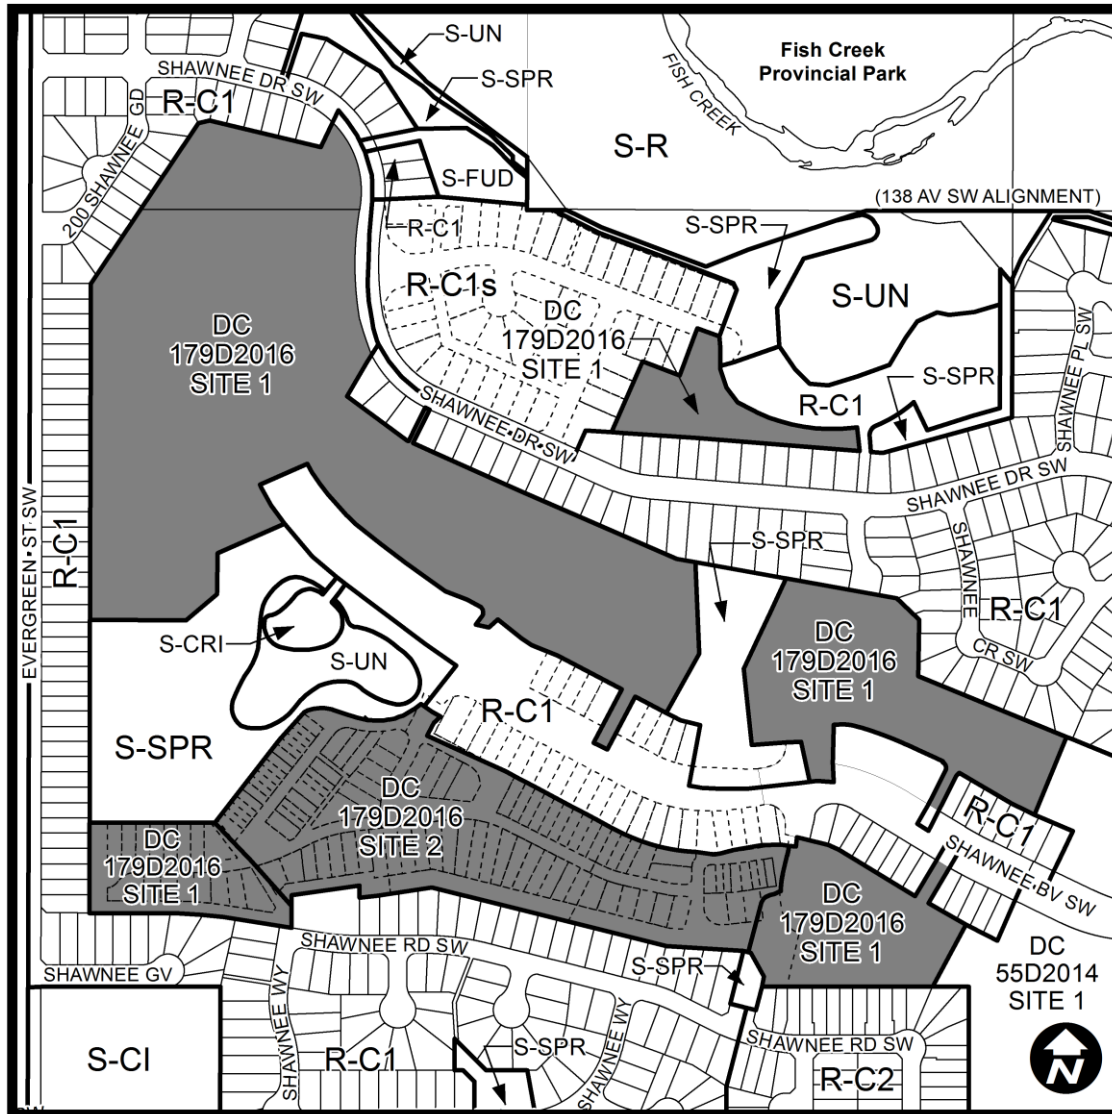 S-UN
Fish Creek
Provincial Park
SHAWNEE DR SW
S-SPR
FISH CREEK
R-C1
200 SHAWNEE GD
S-R
S-FUD
(138 AV SW ALIGNMENT)
R-C1
S-SPR
R-C1s
S-UN
DC
179D2016
SITE 1
DC
179D2016
SITE 1
SHAWNEE PL SW
S-SPR
R-C1
SHAWNEE DR SW
SHAWNEE DR SW
EVERGREEN ST SW
R-C1
S-SPR
SHAWNEE
CR SW
R-C1
S-CRI
S-UN
DC
179D2016
SITE 1
R-C1
S-SPR
DC
179D2016
SITE 2
R-C1
DC
179D2016
SITE 1
SHAWNEE BV SW
DC
179D2016
SITE 1
SHAWNEE RD SW
S-SPR
DC
55D2014
SITE 1
SHAWNEE GV
SHAWNEE WY
S-CI
R-C1
S-SPR
SHAWNEE WY
SHAWNEE RD SW
R-C2
N